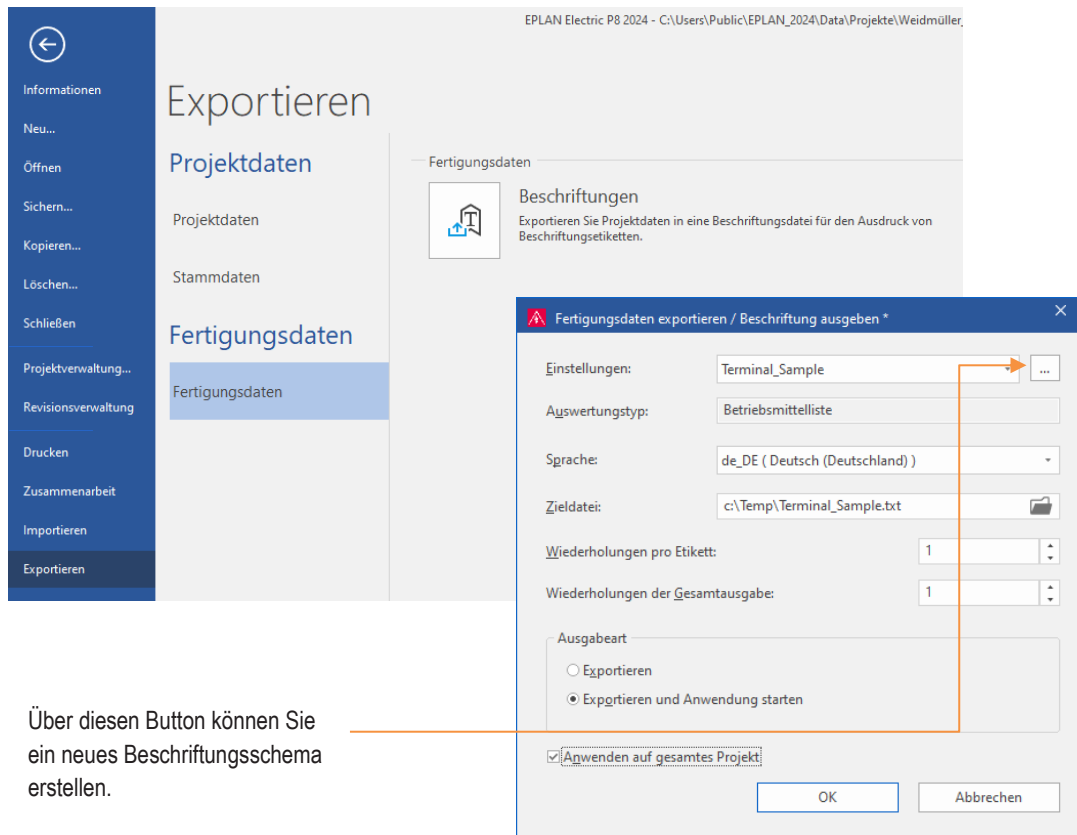 EPLAN Electric P8 2024 - C:\Users\Public\EPLAN_2024\Data\Projekte\Weidmüller_
Informationen
Neu...
Öffnen
Sichern...
Kopieren...
Löschen...
Schließen
Projektverwaltung...
Revisionsverwaltung
Drucken
Zusammenarbeit
Importieren
Exportieren
Exportieren
Projektdaten
Projektdaten
Stammdaten
Fertigungsdaten
Fertigungsdaten
Fertigungsdaten
Beschriftungen
Exportieren Sie Projektdaten in eine Beschriftungsdatei für den Ausdruck von
Beschriftungsetiketten.
Fertigungsdaten exportieren / Beschriftung ausgeben *
Einstellungen: Terminal_Sample ...
Auswertungstyp: Betriebsmittelliste
Sprache: de_DE ( Deutsch (Deutschland) )
Zieldatei: c:\Temp\Terminal_Sample.txt
Wiederholungen pro Etikett: 1
Wiederholungen der Gesamtausgabe: 1
Ausgabeart
Exportieren
Exportieren und Anwendung starten
Anwenden auf gesamtes Projekt
OK Abbrechen
Über diesen Button können Sie
ein neues Beschriftungsschema
erstellen.